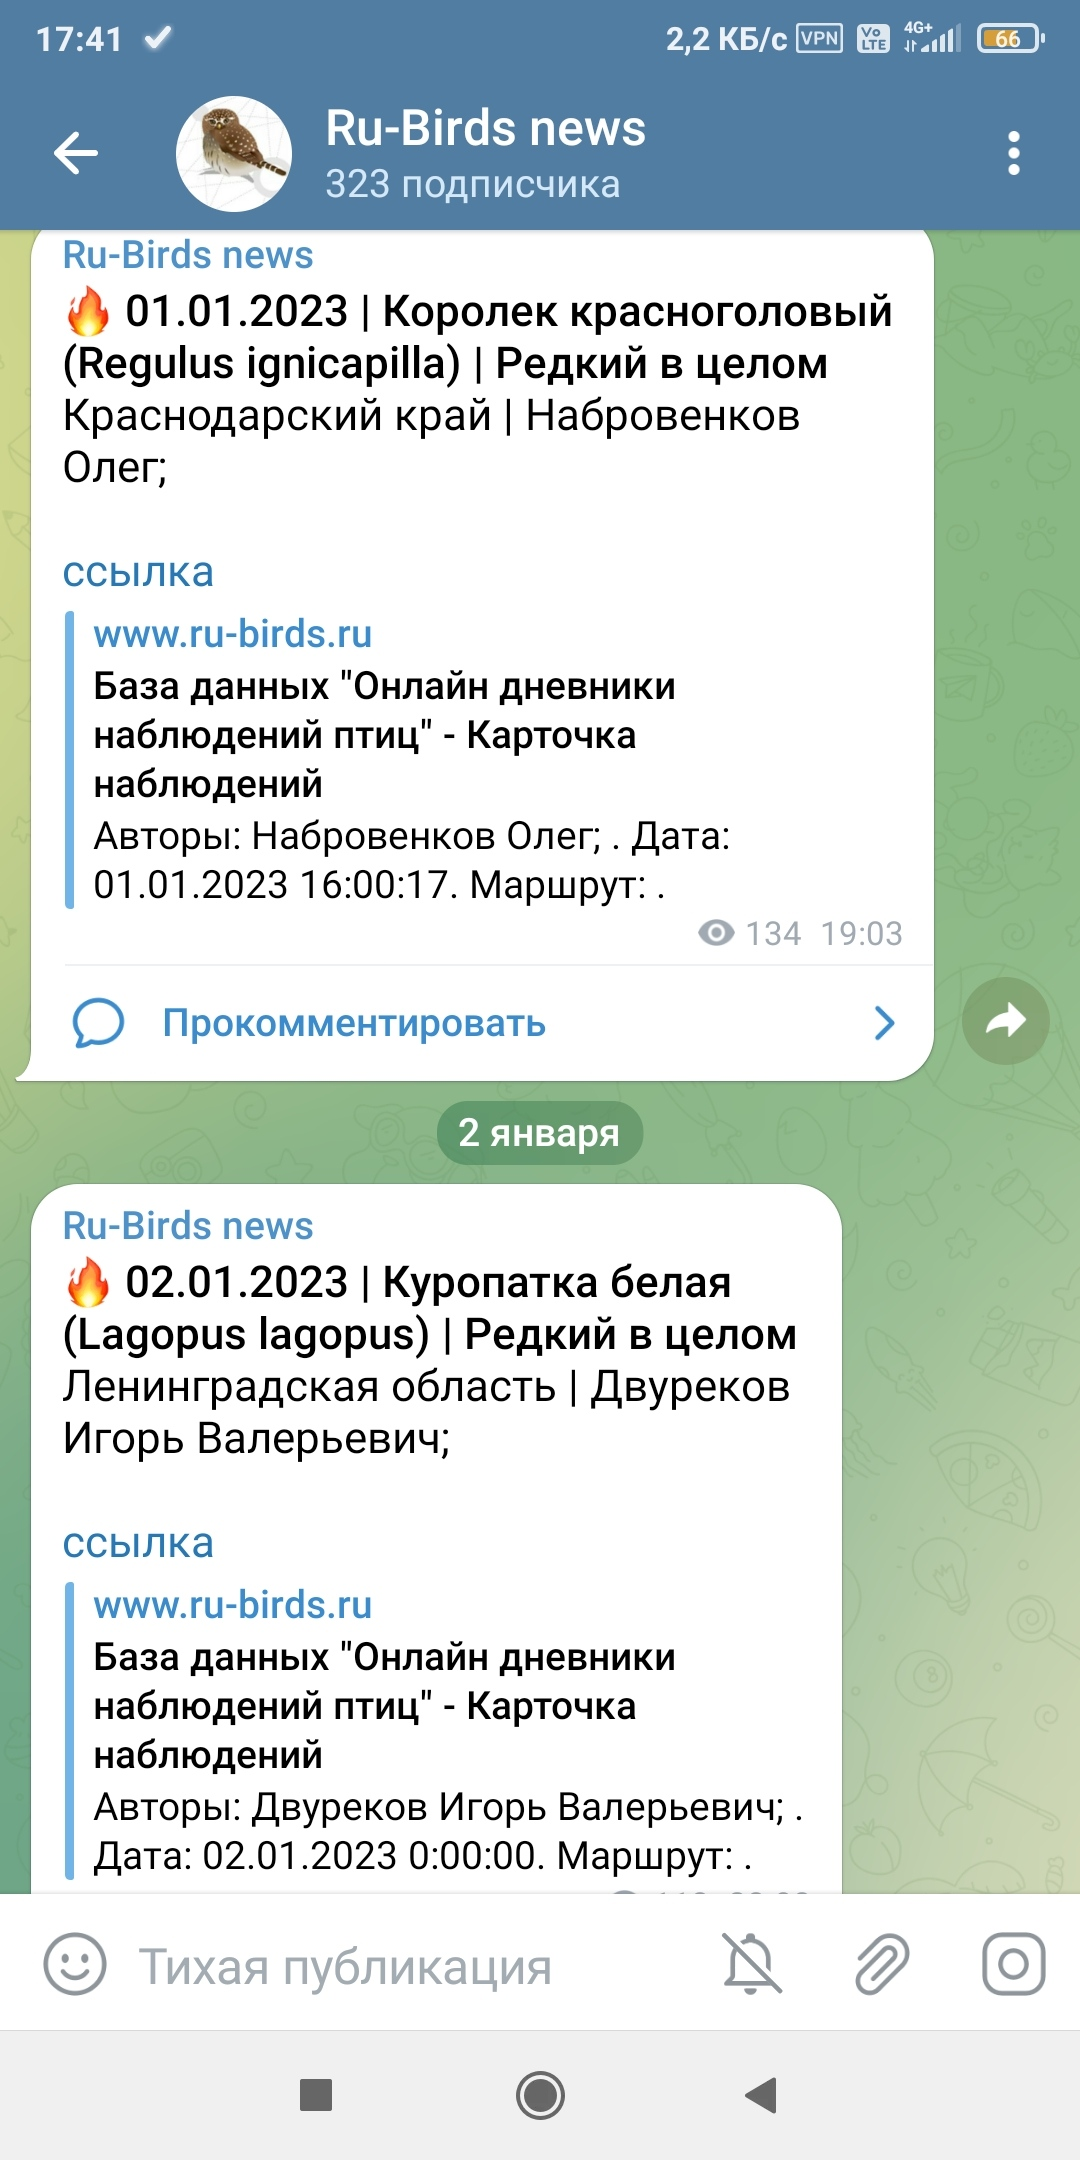 17:41
2,2 КБ/с VPN Vo LTE 4G+ 66
Ru-Birds news
323 подписчика
Ru-Birds news
🔥 01.01.2023 | Королек красноголовый
(Regulus ignicapilla) | Редкий в целом
Краснодарский край | Набровенков
Олег;
ссылка
www.ru-birds.ru
База данных "Онлайн дневники
наблюдений птиц" - Карточка
наблюдений
Авторы: Набровенков Олег; . Дата:
01.01.2023 16:00:17. Маршрут: .
134 19:03
Прокомментировать
2 января
Ru-Birds news
🔥 02.01.2023 | Куропатка белая
(Lagopus lagopus) | Редкий в целом
Ленинградская область | Двуреков
Игорь Валерьевич;
ссылка
www.ru-birds.ru
База данных "Онлайн дневники
наблюдений птиц" - Карточка
наблюдений
Авторы: Двуреков Игорь Валерьевич; .
Дата: 02.01.2023 0:00:00. Маршрут: .
Тихая публикация